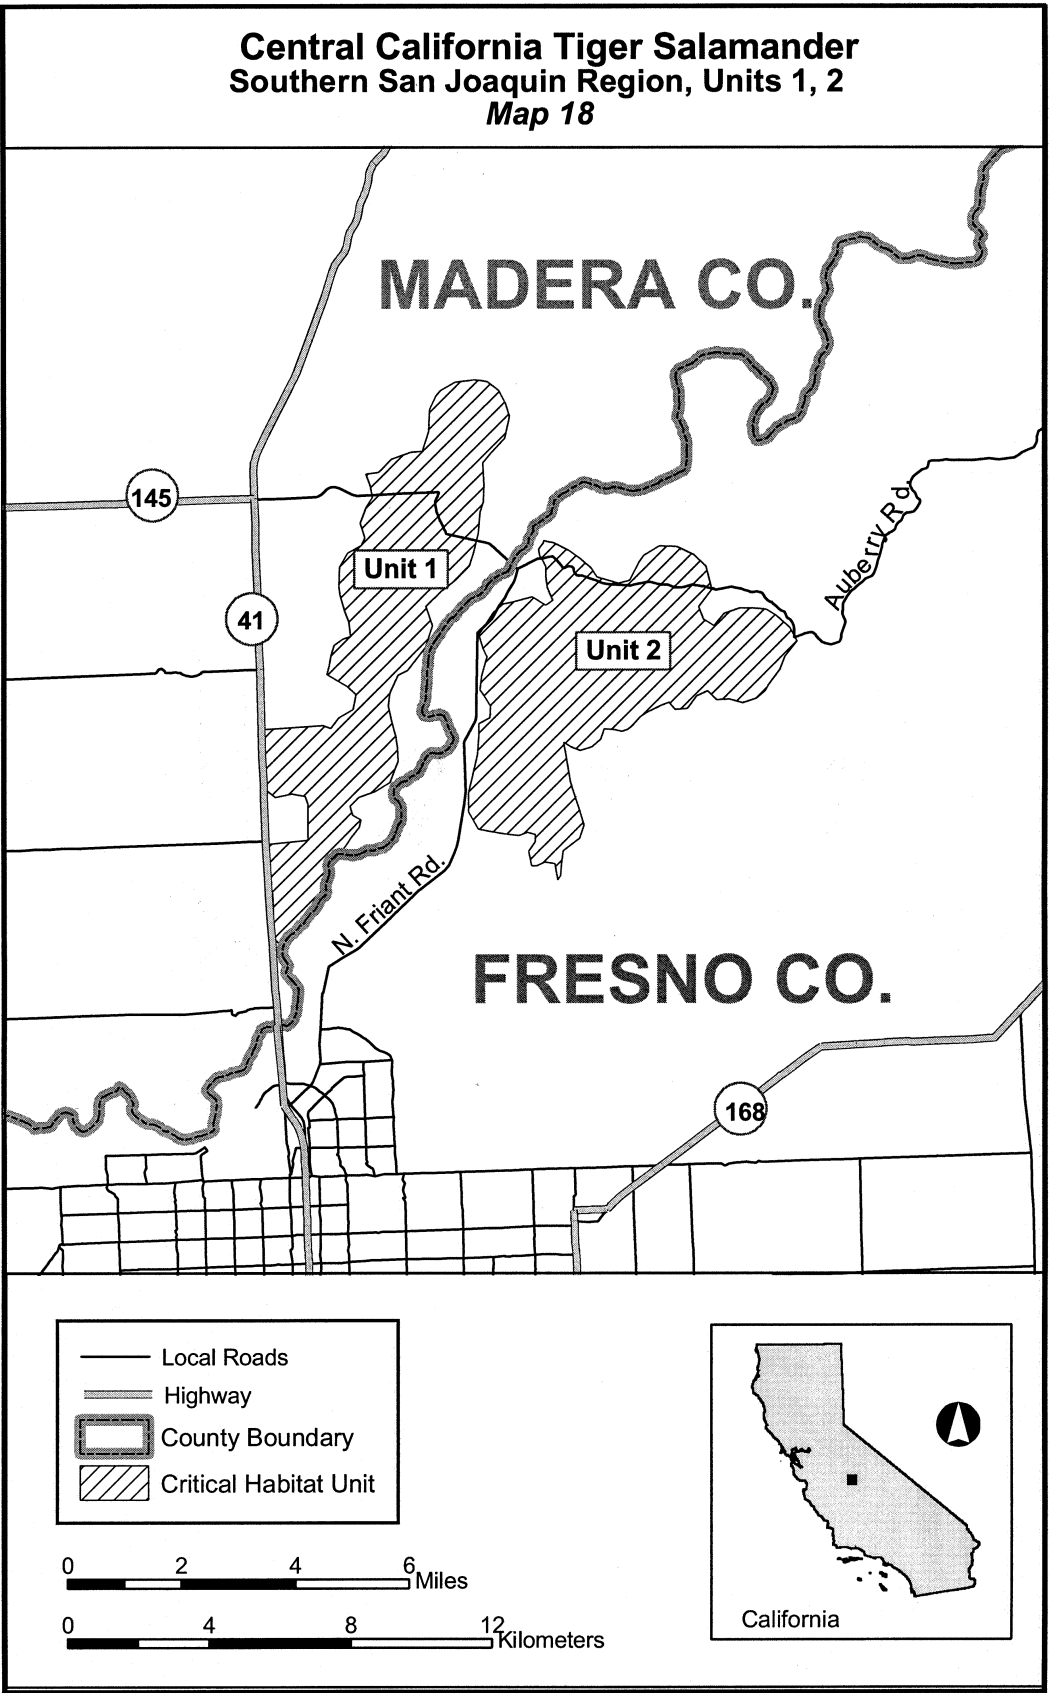 Central California Tiger Salamander
Southern San Joaquin Region, Units 1, 2
Map 18
MADERA CO.
145
Auberry Rd.
Unit 1
41
Unit 2
N. Friant Rd.
FRESNO CO.
168
Local Roads
Highway
County Boundary
Critical Habitat Unit
0 2 4 6 Miles
0 4 8 12 Kilometers
California